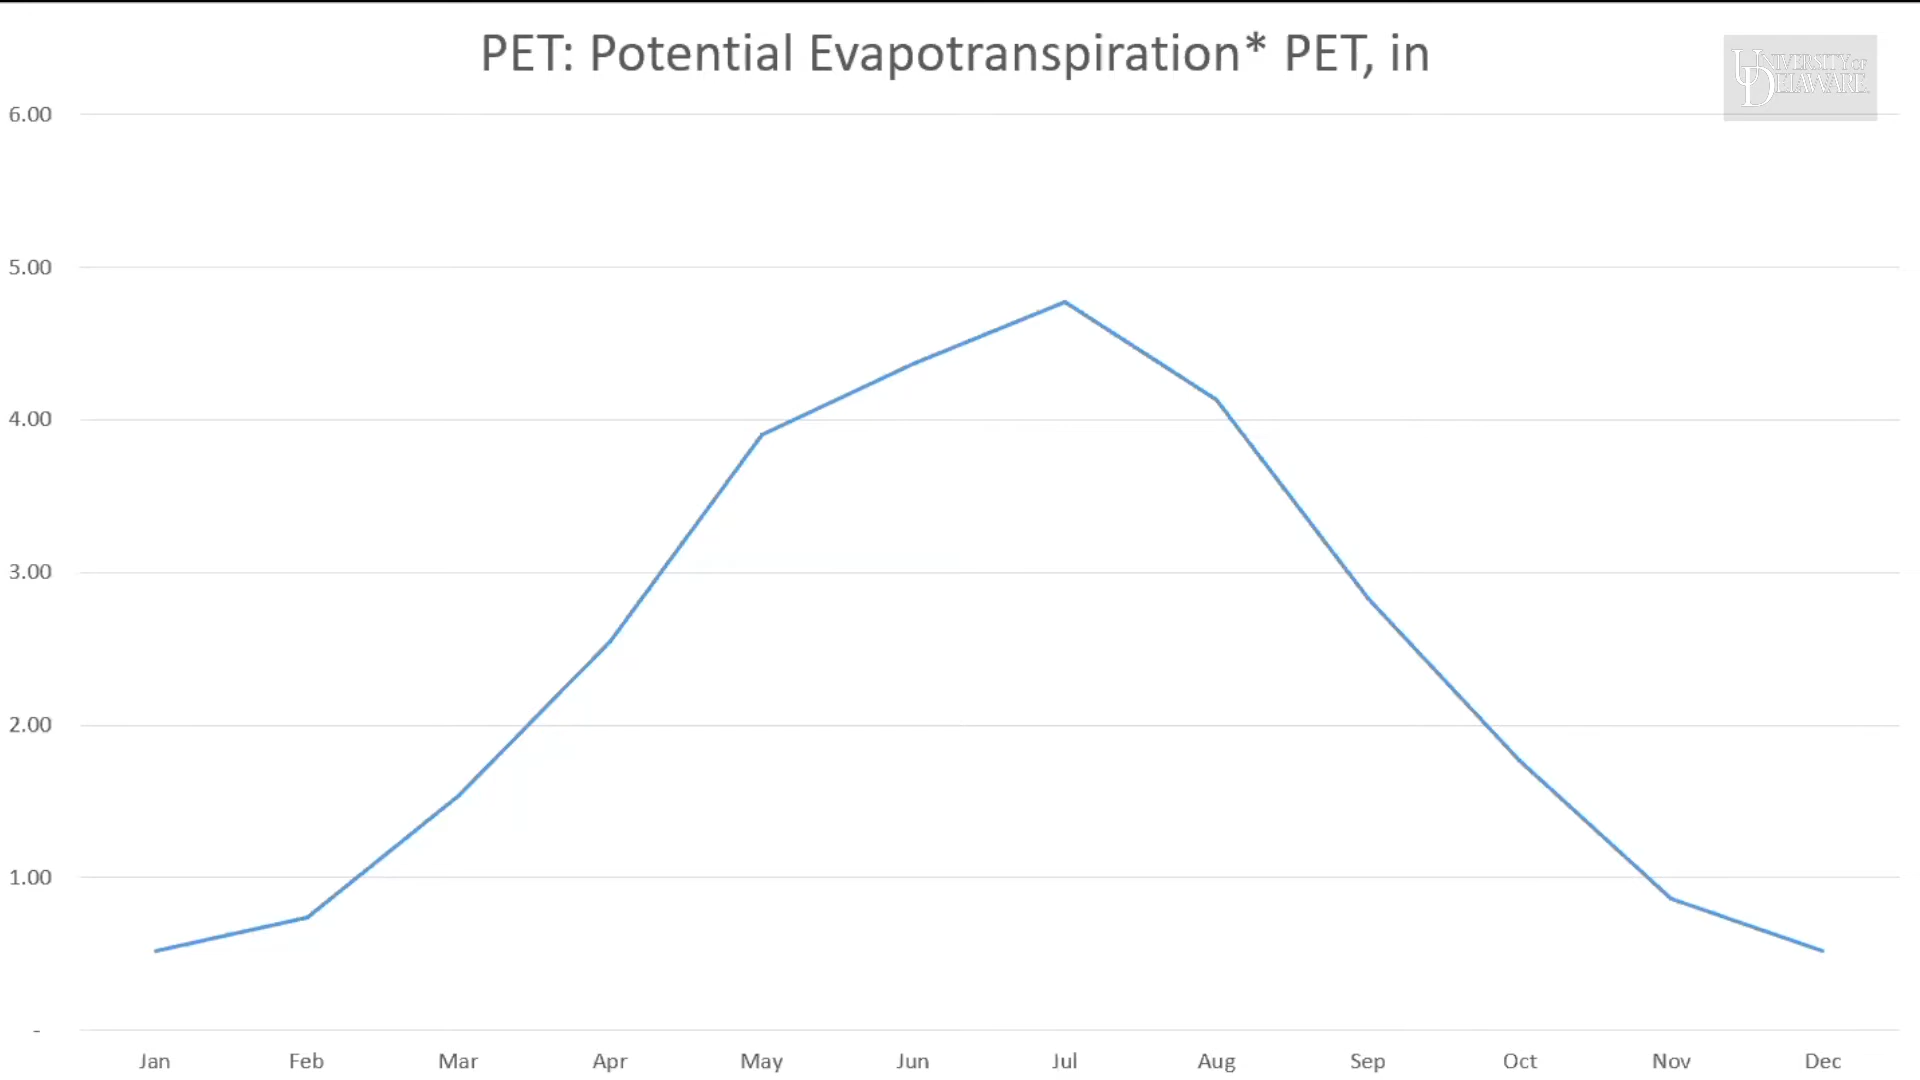 PET: Potential Evapotranspiration* PET, in
UNIVERSITY OF
DELAWARE
6.00
5.00
4.00
3.00
2.00
1.00
-
Jan Feb Mar Apr May Jun Jul Aug Sep Oct Nov Dec